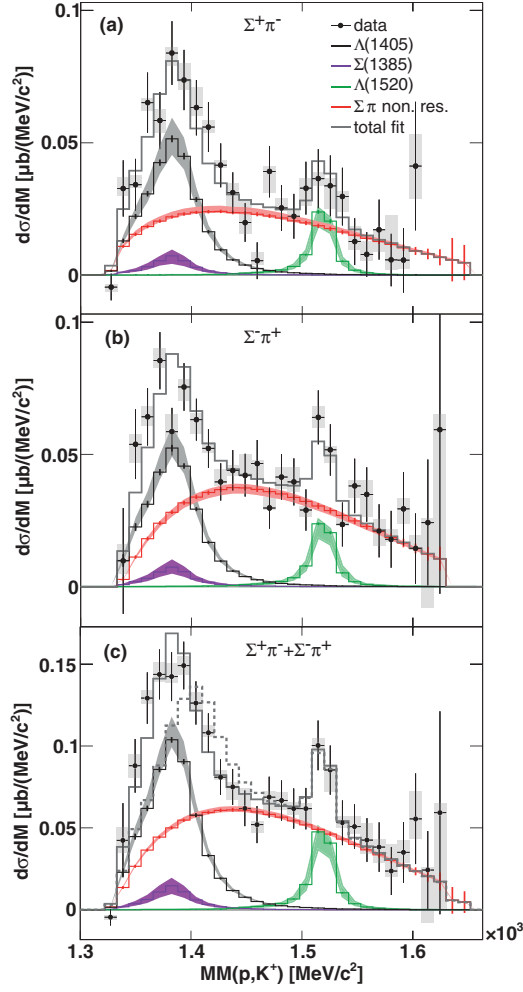 0.1
(a)
Σ⁺π⁻
data
Λ(1405)
Σ(1385)
Λ(1520)
Σπ non. res.
total fit
0.05
0
dσ/dM [μb/(MeV/c²)]
0.1
(b)
Σ⁻π⁺
0.05
0
dσ/dM [μb/(MeV/c²)]
(c)
Σ⁺π⁻+Σ⁻π⁺
0.15
0.1
0.05
0
dσ/dM [μb/(MeV/c²)]
1.3 1.4 1.5 1.6 ×10³
MM(p,K⁺) [MeV/c²]